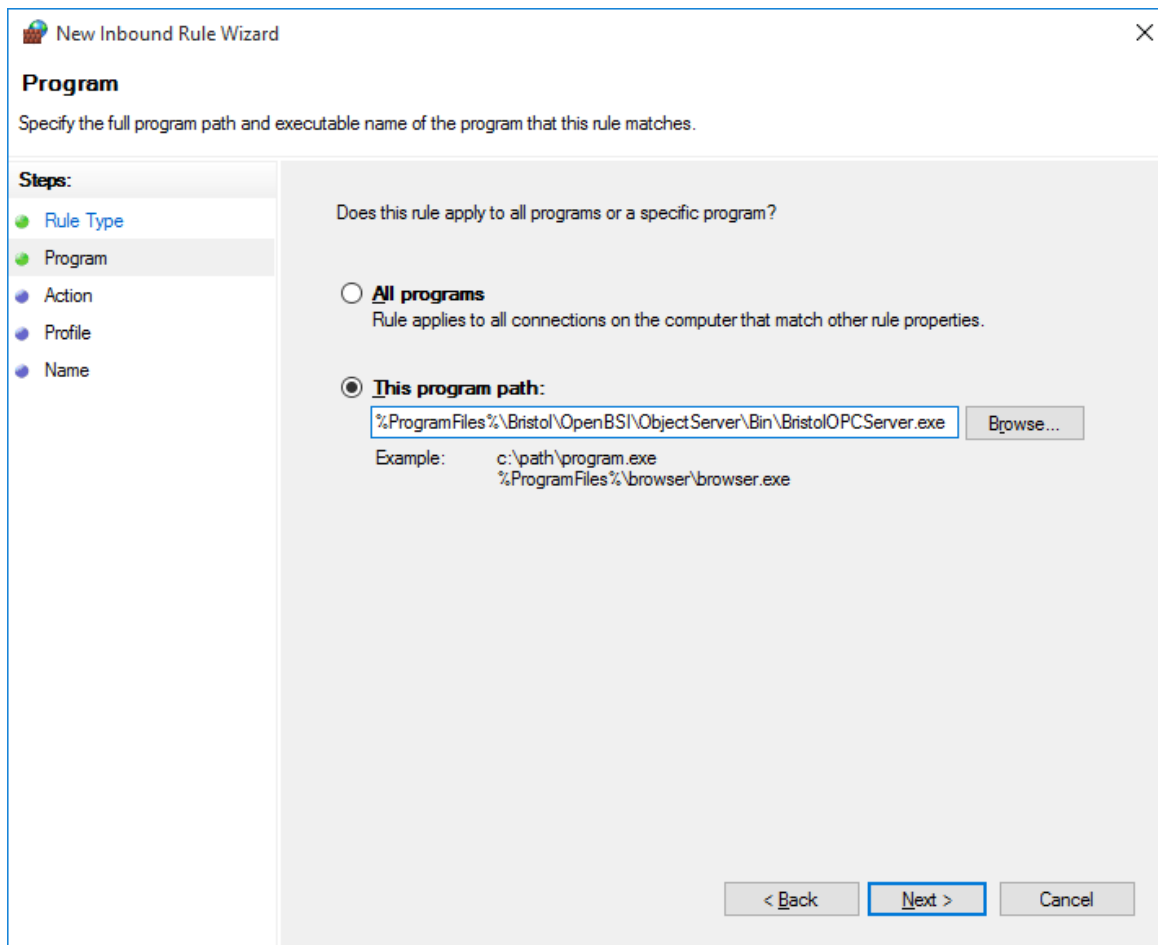 New Inbound Rule Wizard
Program
Specify the full program path and executable name of the program that this rule matches.
Steps:
Rule Type
Program
Action
Profile
Name
Does this rule apply to all programs or a specific program?
All programs
Rule applies to all connections on the computer that match other rule properties.
This program path:
%ProgramFiles%\Bristol\OpenBSI\ObjectServer\Bin\BristolOPCServer.exe
Browse...
Example:
c:\path\program.exe
%ProgramFiles%\browser\browser.exe
< Back
Next >
Cancel